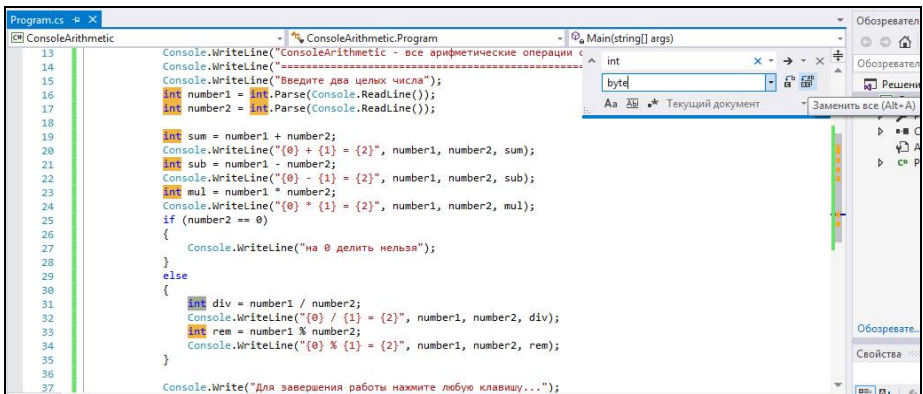 Program.cs
ConsoleArithmetic
ConsoleArithmetic.Program
Main(string[] args)
13 Console.WriteLine("ConsoleArithmetic - все арифметические операции с
14 Console.WriteLine("======================================================
15 Console.WriteLine("Введите два целых числа");
16 int number1 = int.Parse(Console.ReadLine());
17 int number2 = int.Parse(Console.ReadLine());
18
19 int sum = number1 + number2;
20 Console.WriteLine("{0} + {1} = {2}", number1, number2, sum);
21 int sub = number1 - number2;
22 Console.WriteLine("{0} - {1} = {2}", number1, number2, sub);
23 int mul = number1 * number2;
24 Console.WriteLine("{0} * {1} = {2}", number1, number2, mul);
25 if (number2 == 0)
26 {
27 Console.WriteLine("на 0 делить нельзя");
28 }
29 else
30 {
31 int div = number1 / number2;
32 Console.WriteLine("{0} / {1} = {2}", number1, number2, div);
33 int rem = number1 % number2;
34 Console.WriteLine("{0} % {1} = {2}", number1, number2, rem);
35 }
36
37 Console.Write("Для завершения работы нажмите любую клавишу...");
int
byte
Aa Ab .* Текущий документ
Заменить все (Alt+A)
Обозревател
Обозревател
Решени
C# P
Обозревате...
Свойства